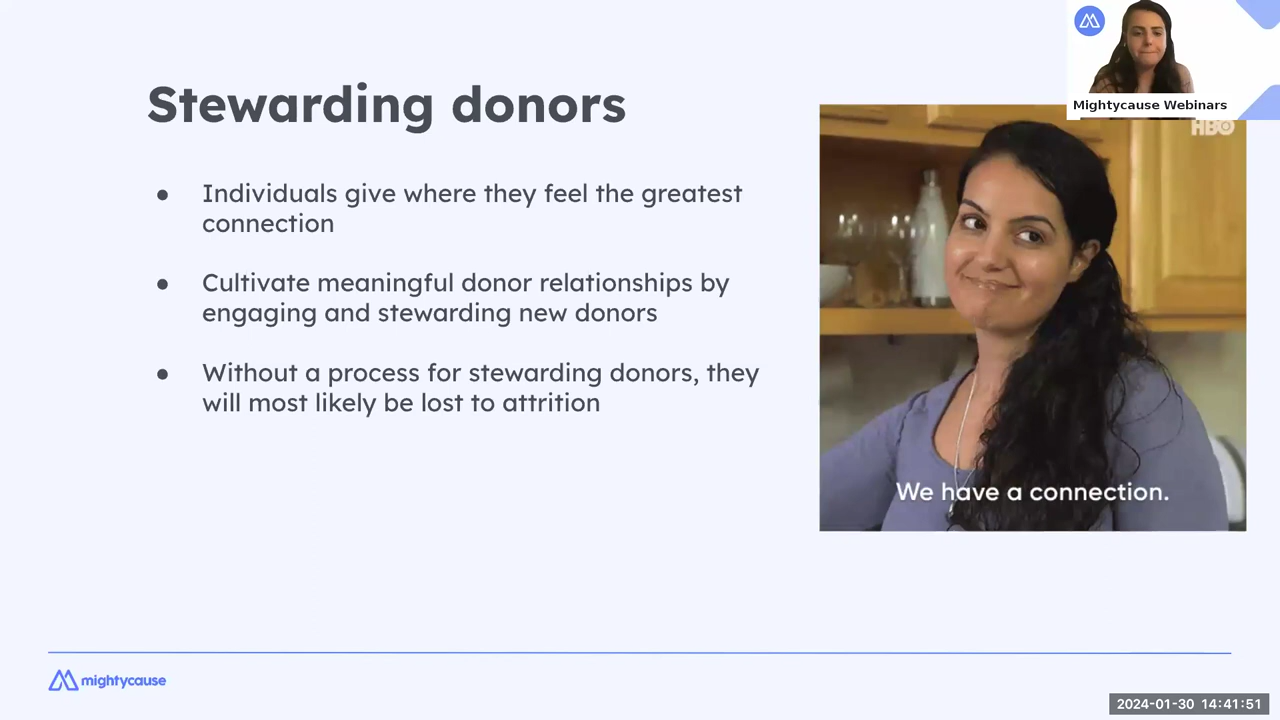 Mightycause Webinars
Stewarding donors
● Individuals give where they feel the greatest
connection
● Cultivate meaningful donor relationships by
engaging and stewarding new donors
● Without a process for stewarding donors, they
will most likely be lost to attrition
HBO
We have a connection.
mightycause
2024-01-30 14:41:51